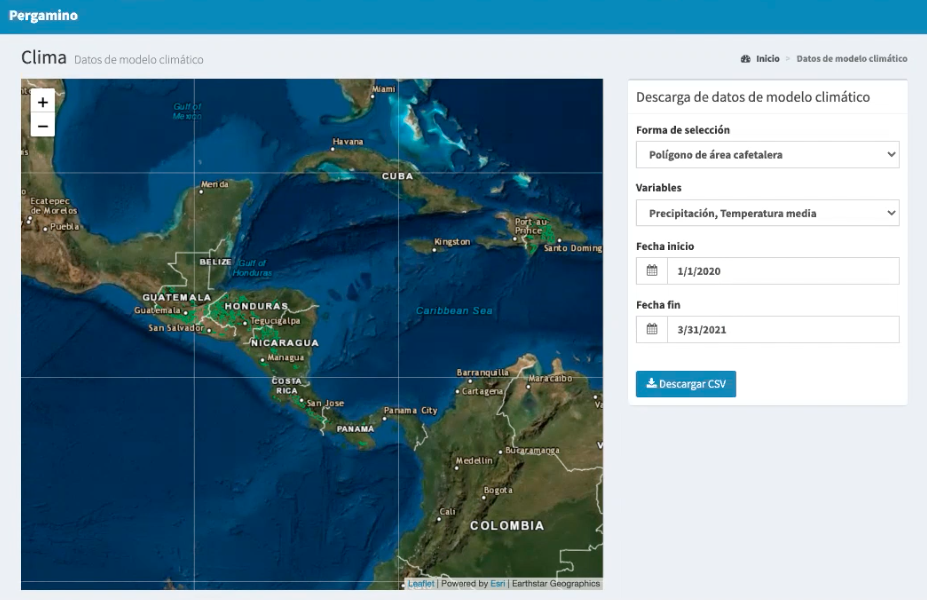 Pergamino
Clima Datos de modelo climático
Inicio > Datos de modelo climático
+
−
Miami
Gulf of
Mexico
Havana
CUBA
Merida
Ecatepec
de Morelos
Puebla
Port-au-
Prince
Kingston
Santo Doming
BELIZE
Gulf of
Honduras
GUATEMALA
Guatemala
HONDURAS
Tegucigalpa
San Salvador
Caribbean Sea
NICARAGUA
Managua
COSTA
RICA
San Jose
Barranquilla
Maracaibo
Cartagena
Panama City
PANAMA
Bucaramanga
Medellin
Bogota
Cali
COLOMBIA
Leaflet | Powered by Esri | Earthstar Geographics
Descarga de datos de modelo climático
Forma de selección
Polígono de área cafetalera
Variables
Precipitación, Temperatura media
Fecha inicio
1/1/2020
Fecha fin
3/31/2021
Descargar CSV